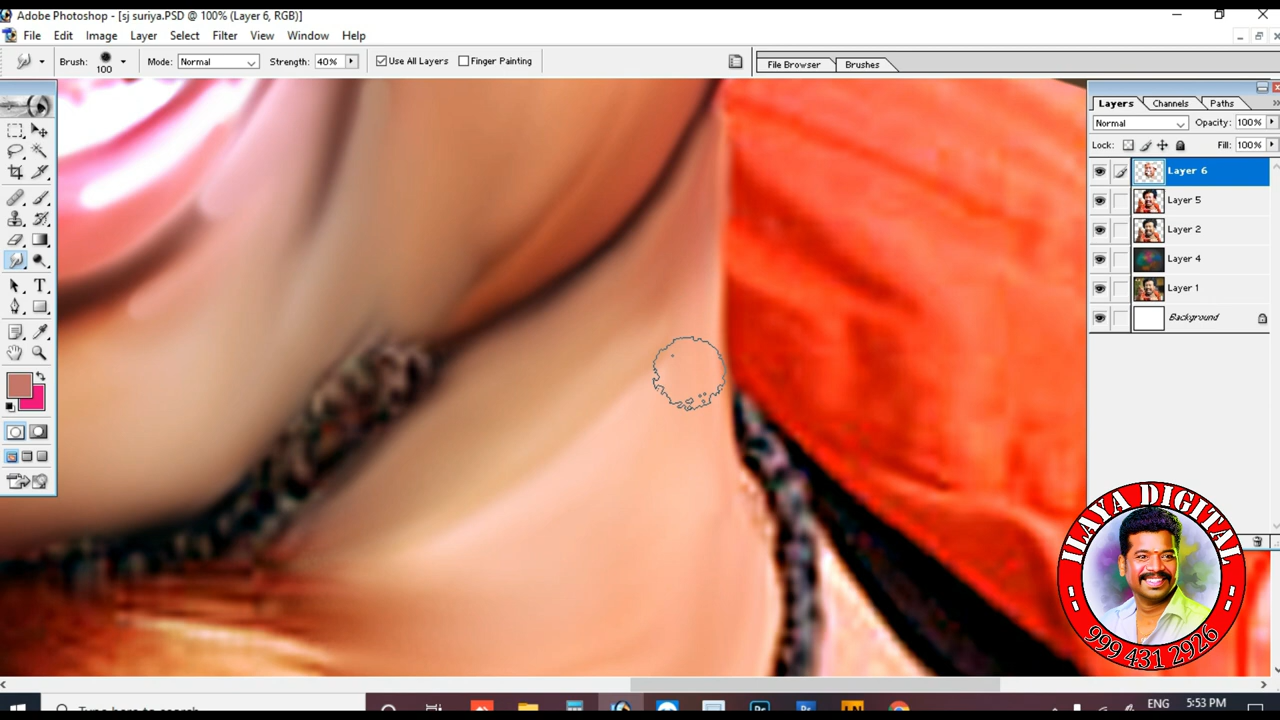 Adobe Photoshop - [sj suriya.PSD @ 100% (Layer 6, RGB)]
File Edit Image Layer Select Filter View Window Help
Brush: 100 Mode: Normal Strength: 40% Use All Layers Finger Painting File Browser Brushes
Layers Channels Paths
Normal Opacity: 100%
Lock: Fill: 100%
Layer 6
Layer 5
Layer 2
Layer 4
Layer 1
Background
ILAYA DIGITAL
999 431 2926
ENG 5:53 PM